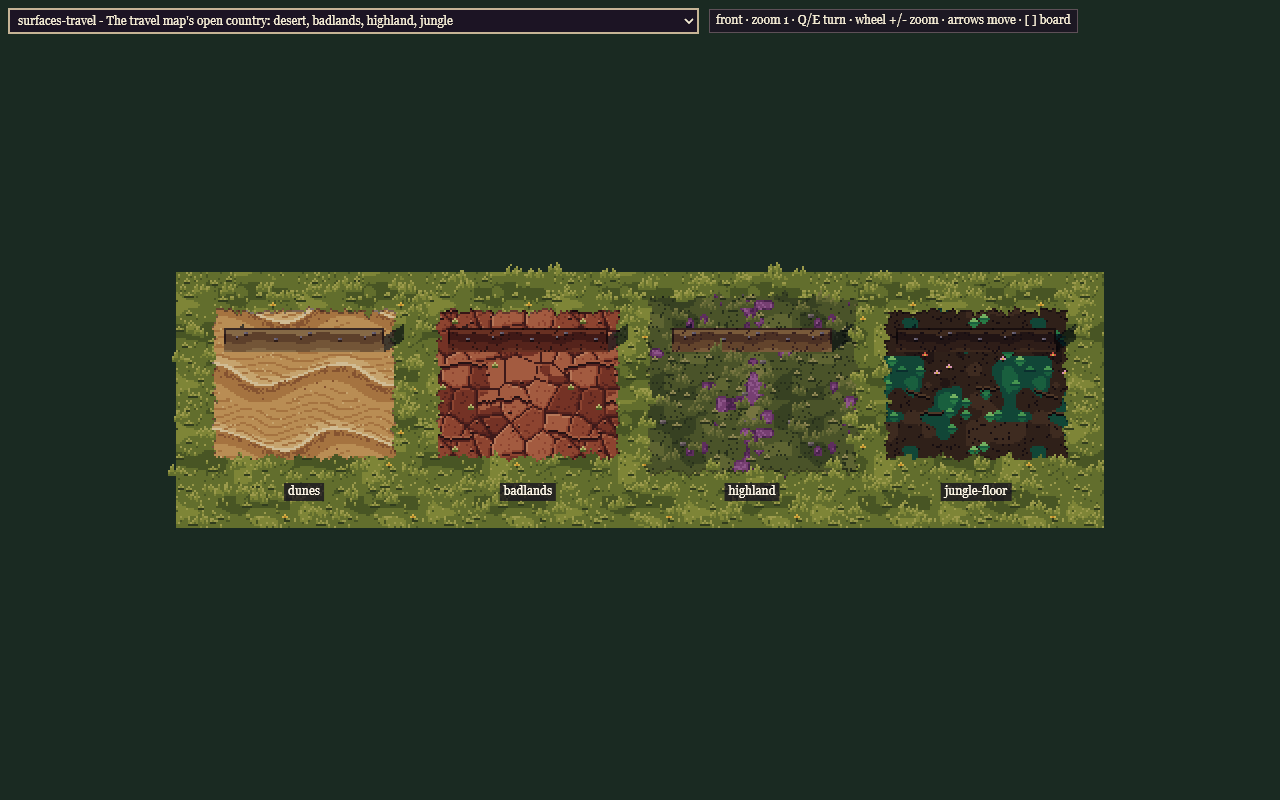 surfaces-travel - The travel map's open country: desert, badlands, highland, jungle
front · zoom 1 · Q/E turn · wheel +/- zoom · arrows move · [ ] board
dunes
badlands
highland
jungle-floor